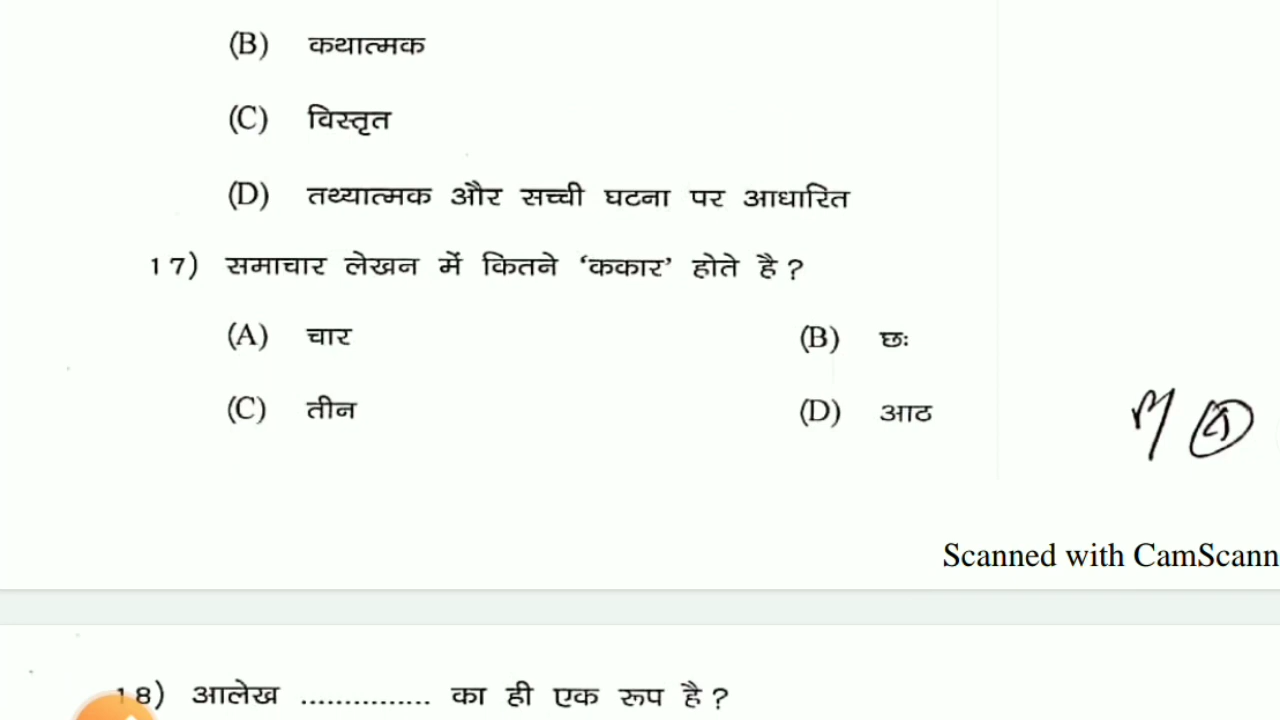 (B) कथात्मक
(C) विस्तृत
(D) तथ्यात्मक और सच्ची घटना पर आधारित
17) समाचार लेखन में कितने ‘ककार’ होते है ?
(A) चार (B) छः
(C) तीन (D) आठ
Scanned with CamScann
18) आलेख ............... का ही एक रूप है ?